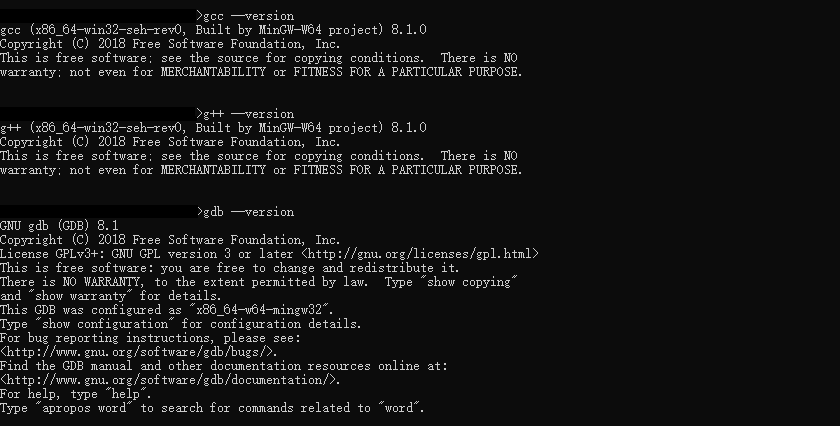 >gcc --version
gcc (x86_64-win32-seh-rev0, Built by MinGW-W64 project) 8.1.0
Copyright (C) 2018 Free Software Foundation, Inc.
This is free software; see the source for copying conditions.  There is NO
warranty; not even for MERCHANTABILITY or FITNESS FOR A PARTICULAR PURPOSE.
>g++ --version
g++ (x86_64-win32-seh-rev0, Built by MinGW-W64 project) 8.1.0
Copyright (C) 2018 Free Software Foundation, Inc.
This is free software; see the source for copying conditions.  There is NO
warranty; not even for MERCHANTABILITY or FITNESS FOR A PARTICULAR PURPOSE.
>gdb --version
GNU gdb (GDB) 8.1
Copyright (C) 2018 Free Software Foundation, Inc.
License GPLv3+: GNU GPL version 3 or later <http://gnu.org/licenses/gpl.html>
This is free software: you are free to change and redistribute it.
There is NO WARRANTY, to the extent permitted by law.  Type "show copying"
and "show warranty" for details.
This GDB was configured as "x86_64-w64-mingw32".
Type "show configuration" for configuration details.
For bug reporting instructions, please see:
<http://www.gnu.org/software/gdb/bugs/>.
Find the GDB manual and other documentation resources online at:
<http://www.gnu.org/software/gdb/documentation/>.
For help, type "help".
Type "apropos word" to search for commands related to "word".